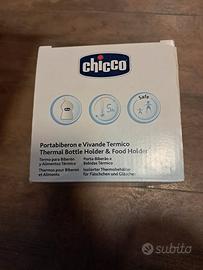 chicco
5h
Safe
Portabiberon e Vivande Termico
Thermal Bottle Holder & Food Holder
Termo para Biberón
y Alimentos Térmico
Porta-Biberão e
Bebidas Térmico
Thermos pour Biberon
et Aliments
Isolierter Thermobehälter
für Fläschchen und Gläschen
subito